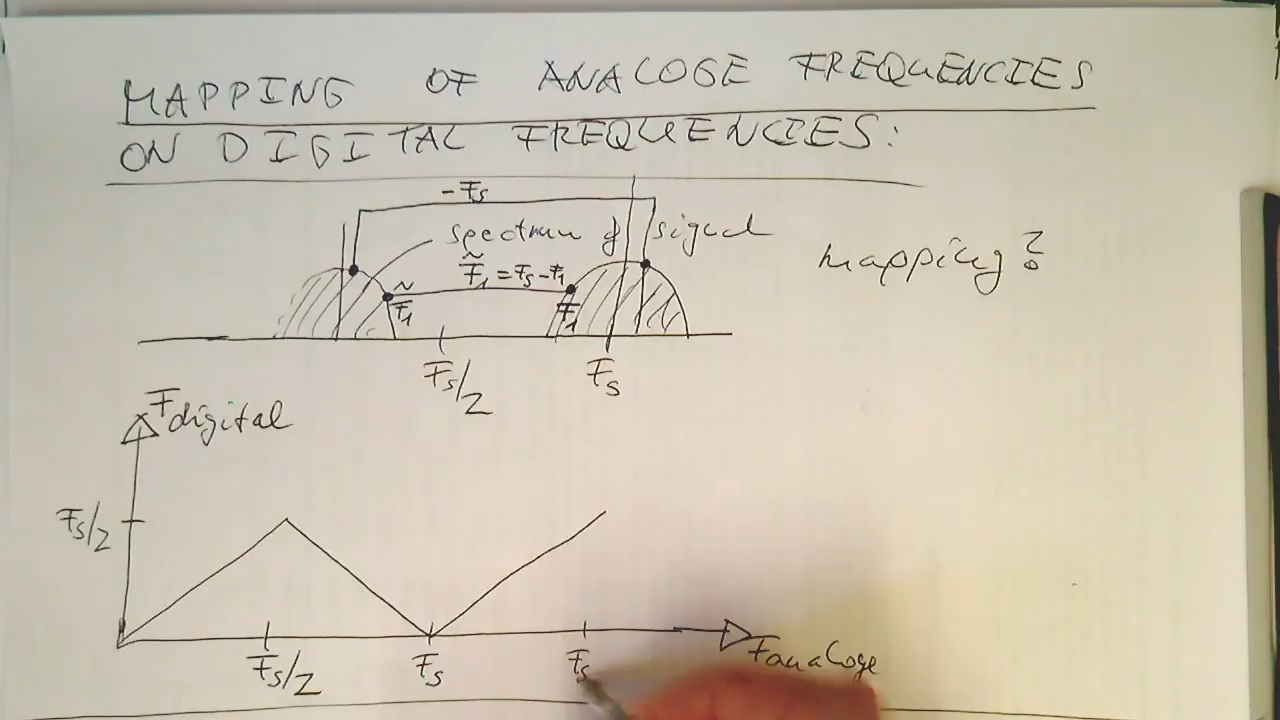 MAPPING OF ANALOGE FREQUENCIES
ON DIGITAL FREQUENCIES:
-Fs
spectrum of signal
mapping?
F̃1 = Fs - F1
F̃1
F1
Fs/2
Fs
Fdigital
Fs/2
Fs/2
Fs
Fs
Fanaloge